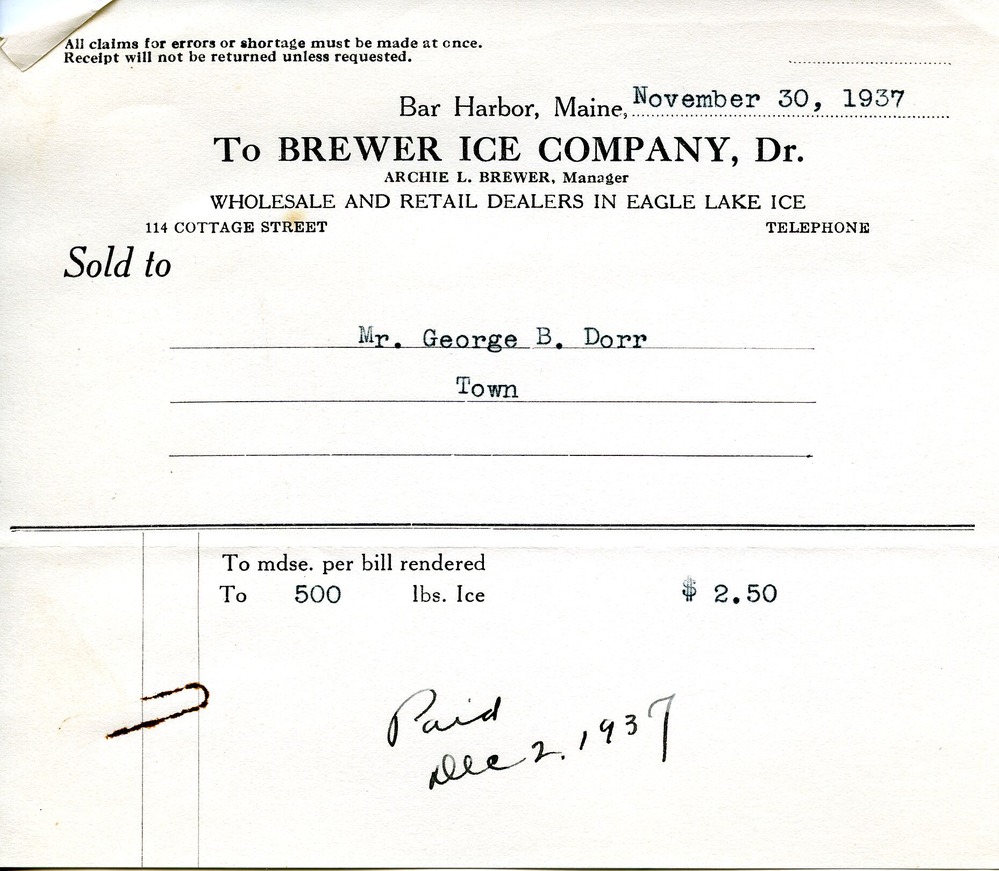 All claims for errors or shortage must be made at once.
Receipt will not be returned unless requested.
Bar Harbor, Maine, November 30, 1937
To BREWER ICE COMPANY, Dr.
ARCHIE L. BREWER, Manager
WHOLESALE AND RETAIL DEALERS IN EAGLE LAKE ICE
114 COTTAGE STREET TELEPHONE
Sold to
Mr. George B. Dorr
Town
To mdse. per bill rendered
To 500 lbs. Ice $ 2.50
Paid
Dec 2. 1937